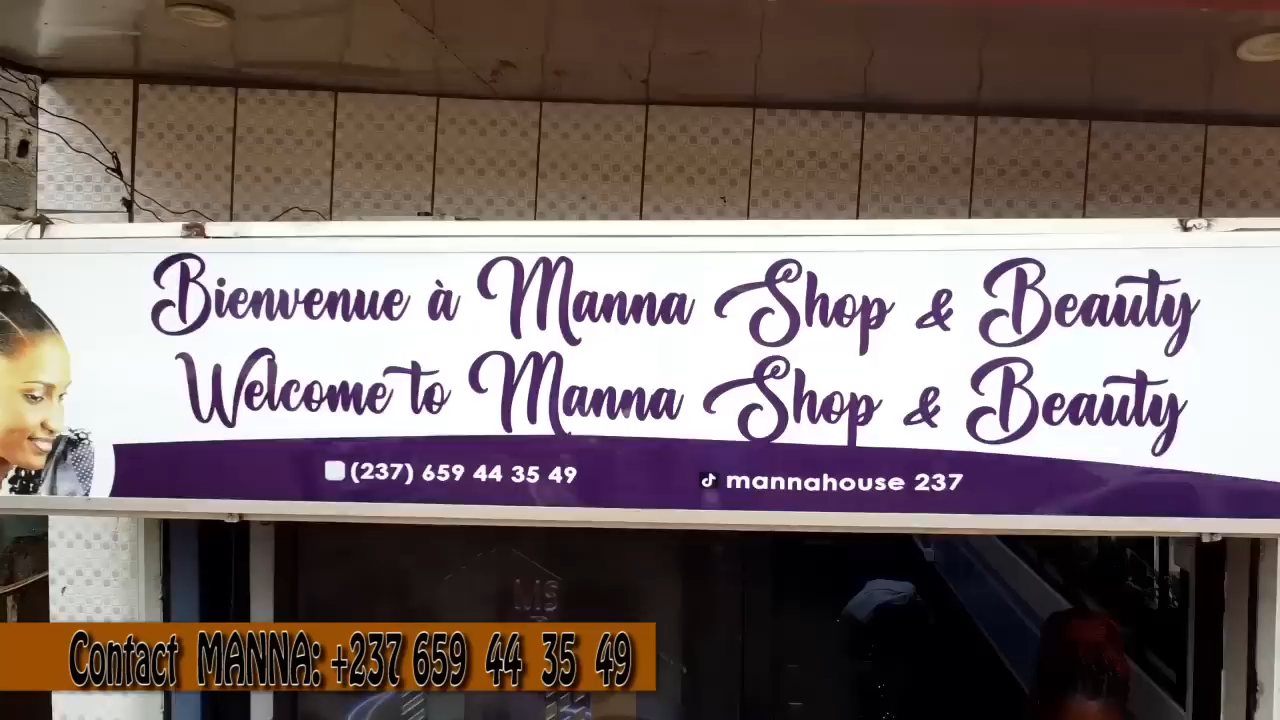 Bienvenue à Manna Shop & Beauty
Welcome to Manna Shop & Beauty
(237) 659 44 35 49
mannahouse 237
Contact MANNA: +237 659 44 35 49